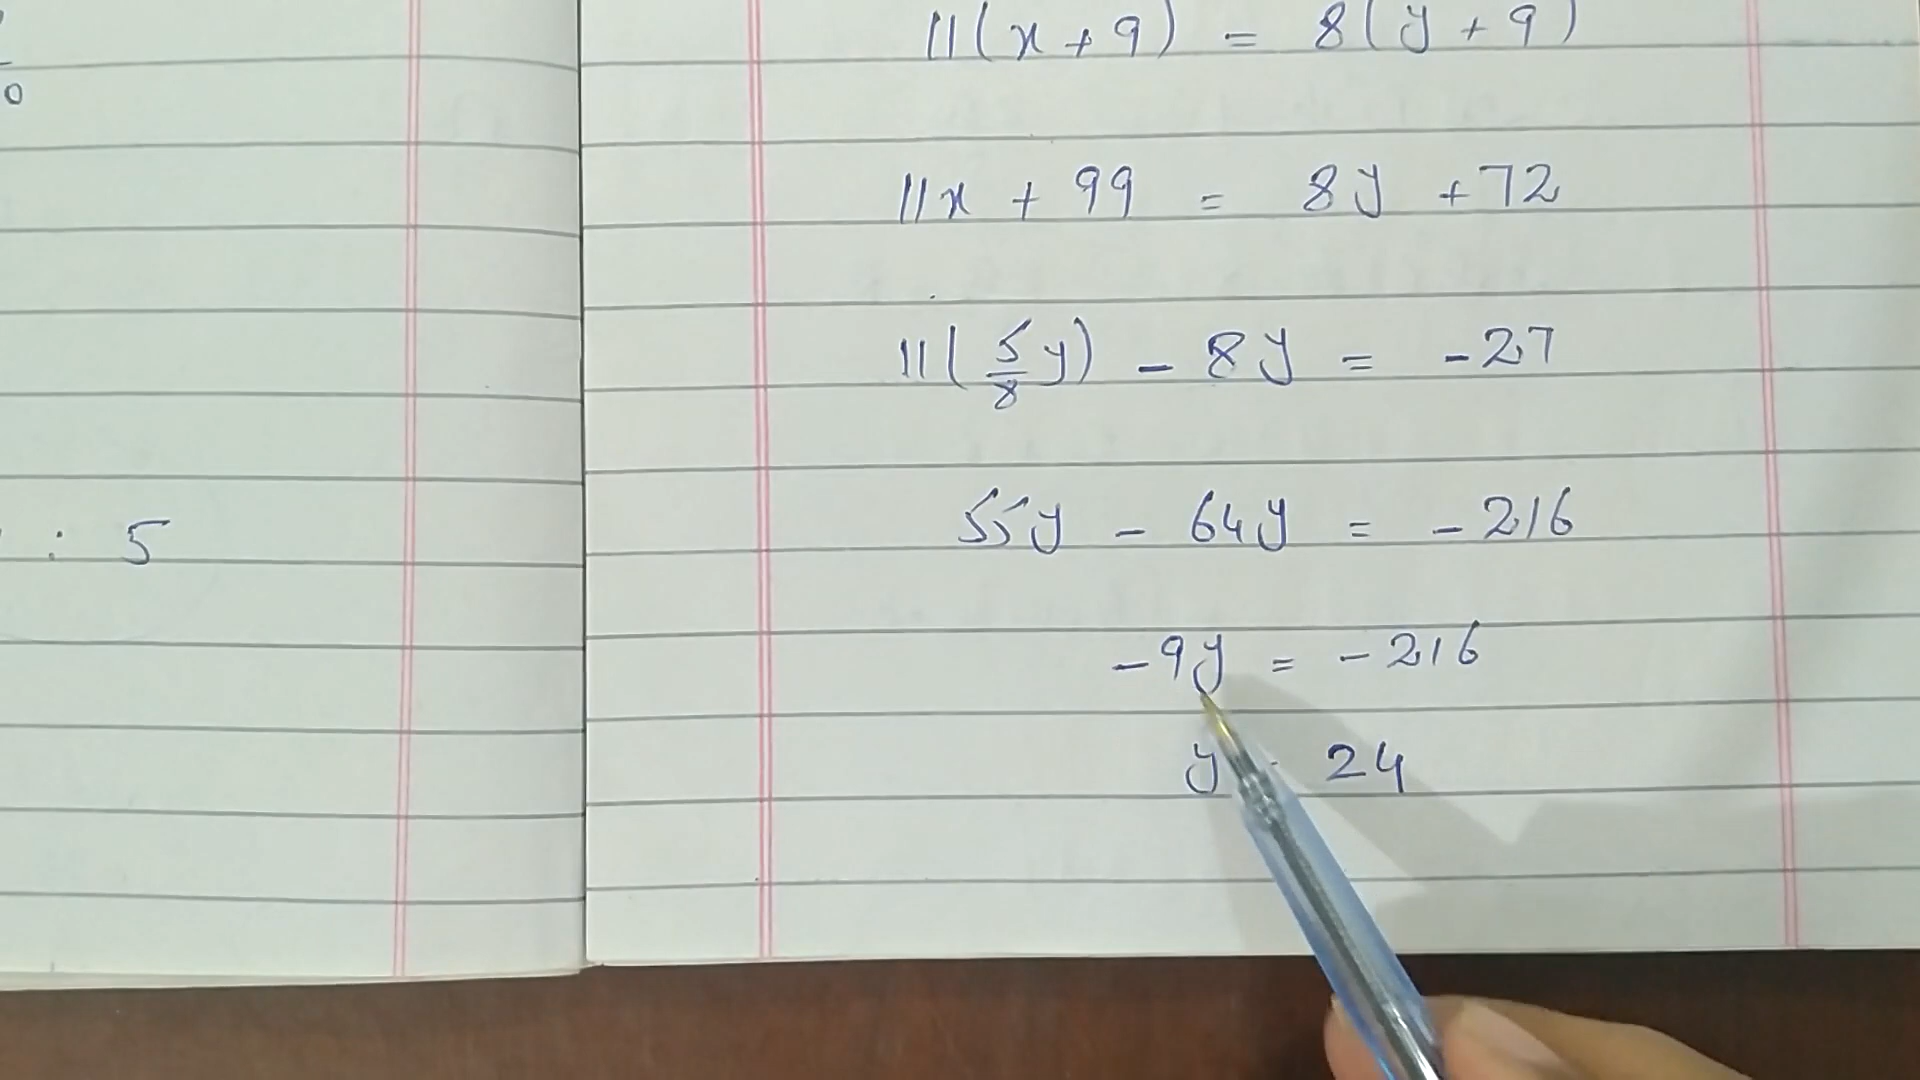 0
: 5
11(x + 9) = 8(y + 9)
11x + 99 = 8y + 72
11(5/8 y) - 8y = -27
55y - 64y = -216
-9y = -216
y 24